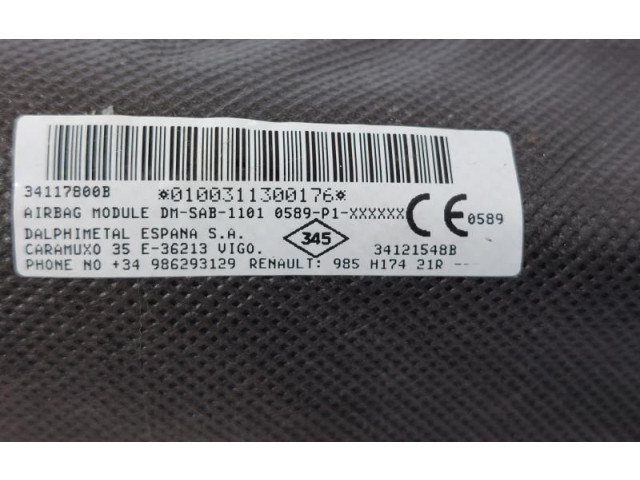 34117800B *0100311300176*
AIRBAG MODULE DM-SAB-1101 0589-P1-XXXXXX CE 0589
DALPHIMETAL ESPANA S.A. 345
CARAMUXO 35 E-36213 VIGO. 34121548B
PHONE NO +34 986293129 RENAULT: 985 H174 21R --